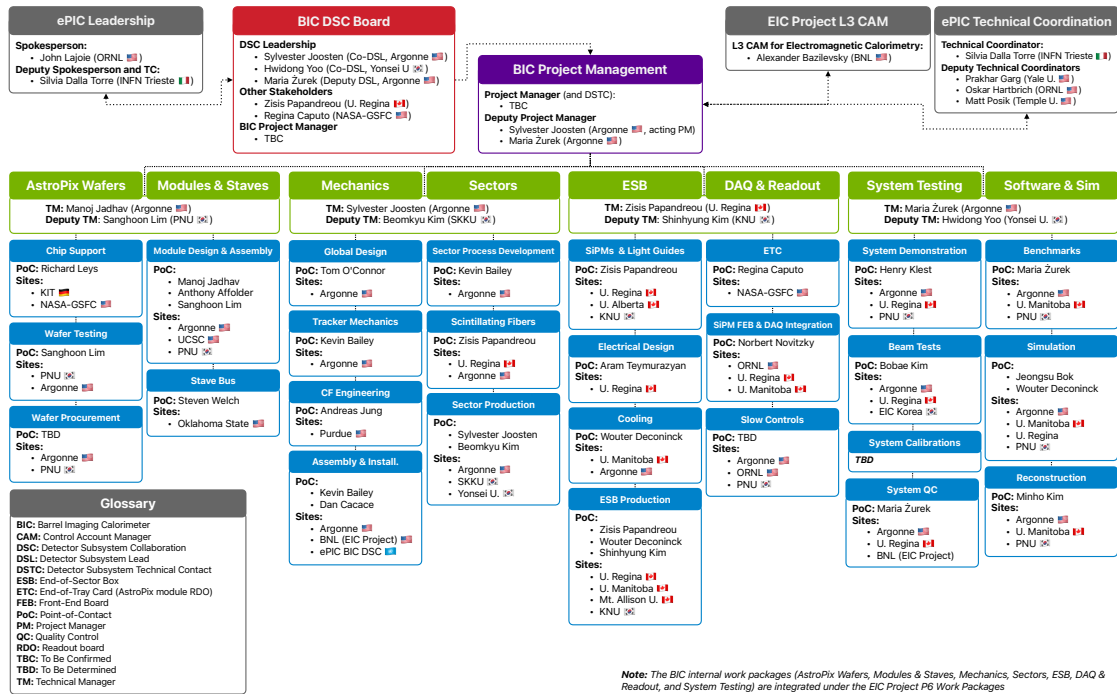 ePIC Leadership
Spokesperson:
• John Lajoie (ORNL 🇺🇸)
Deputy Spokesperson and TC:
• Silvia Dalla Torre (INFN Trieste 🇮🇹)
BIC DSC Board
DSC Leadership
• Sylvester Joosten (Co-DSL, Argonne 🇺🇸)
• Hwidong Yoo (Co-DSL, Yonsei U 🇰🇷)
• Maria Żurek (Deputy DSL, Argonne 🇺🇸)
Other Stakeholders
• Zisis Papandreou (U. Regina 🇨🇦)
• Regina Caputo (NASA-GSFC 🇺🇸)
BIC Project Manager
• TBC
BIC Project Management
Project Manager (and DSTC):
• TBC
Deputy Project Manager
• Sylvester Joosten (Argonne 🇺🇸, acting PM)
• Maria Żurek (Argonne 🇺🇸)
EIC Project L3 CAM
L3 CAM for Electromagnetic Calorimetry:
• Alexander Bazilevsky (BNL 🇺🇸)
ePIC Technical Coordination
Technical Coordinator:
• Silvia Dalla Torre (INFN Trieste 🇮🇹)
Deputy Technical Coordinators
• Prakhar Garg (Yale U. 🇺🇸)
• Oskar Hartbrich (ORNL 🇺🇸)
• Matt Posik (Temple U. 🇺🇸)
AstroPix Wafers
Modules & Staves
TM: Manoj Jadhav (Argonne 🇺🇸)
Deputy TM: Sanghoon Lim (PNU 🇰🇷)
Chip Support
PoC: Richard Leys
Sites:
• KIT 🇩🇪
• NASA-GSFC 🇺🇸
Wafer Testing
PoC: Sanghoon Lim
Sites:
• PNU 🇰🇷
• Argonne 🇺🇸
Wafer Procurement
PoC: TBD
Sites:
• Argonne 🇺🇸
• PNU 🇰🇷
Module Design & Assembly
PoC:
• Manoj Jadhav
• Anthony Affolder
• Sanghoon Lim
Sites:
• Argonne 🇺🇸
• UCSC 🇺🇸
• PNU 🇰🇷
Stave Bus
PoC: Steven Welch
Sites:
• Oklahoma State 🇺🇸
Mechanics
Sectors
TM: Sylvester Joosten (Argonne 🇺🇸)
Deputy TM: Beomkyu Kim (SKKU 🇰🇷)
Global Design
PoC: Tom O'Connor
Sites:
• Argonne 🇺🇸
Tracker Mechanics
PoC: Kevin Bailey
Sites:
• Argonne 🇺🇸
CF Engineering
PoC: Andreas Jung
Sites:
• Purdue 🇺🇸
Assembly & Install.
PoC:
• Kevin Bailey
• Dan Cacace
Sites:
• Argonne 🇺🇸
• BNL (EIC Project) 🇺🇸
• ePIC BIC DSC 🇺🇳
Sector Process Development
PoC: Kevin Bailey
Sites:
• Argonne 🇺🇸
Scintillating Fibers
PoC: Zisis Papandreou
Sites:
• U. Regina 🇨🇦
• Argonne 🇺🇸
Sector Production
PoC:
• Sylvester Joosten
• Beomkyu Kim
Sites:
• Argonne 🇺🇸
• SKKU 🇰🇷
• Yonsei U. 🇰🇷
ESB
DAQ & Readout
TM: Zisis Papandreou (U. Regina 🇨🇦)
Deputy TM: Shinhyung Kim (KNU 🇰🇷)
SiPMs & Light Guides
PoC: Zisis Papandreou
Sites:
• U. Regina 🇨🇦
• U. Alberta 🇨🇦
• KNU 🇰🇷
Electrical Design
PoC: Aram Teymurazyan
Sites:
• U. Regina 🇨🇦
Cooling
PoC: Wouter Deconinck
Sites:
• U. Manitoba 🇨🇦
• Argonne 🇺🇸
ESB Production
PoC:
• Zisis Papandreou
• Wouter Deconinck
• Shinhyung Kim
Sites:
• U. Regina 🇨🇦
• U. Manitoba 🇨🇦
• Mt. Allison U. 🇨🇦
• KNU 🇰🇷
ETC
PoC: Regina Caputo
Sites:
• NASA-GSFC 🇺🇸
SiPM FEB & DAQ Integration
PoC: Norbert Novitzky
Sites:
• ORNL 🇺🇸
• U. Regina 🇨🇦
• U. Manitoba 🇨🇦
Slow Controls
PoC: TBD
Sites:
• Argonne 🇺🇸
• ORNL 🇺🇸
• PNU 🇰🇷
System Testing
Software & Sim
TM: Maria Żurek (Argonne 🇺🇸)
Deputy TM: Hwidong Yoo (Yonsei U. 🇰🇷)
System Demonstration
PoC: Henry Klest
Sites:
• Argonne 🇺🇸
• U. Regina 🇨🇦
• PNU 🇰🇷
Beam Tests
PoC: Bobae Kim
Sites:
• Argonne 🇺🇸
• U. Regina 🇨🇦
• EIC Korea 🇰🇷
System Calibrations
TBD
System QC
PoC: Maria Żurek
Sites:
• Argonne 🇺🇸
• U. Regina 🇨🇦
• BNL (EIC Project)
Benchmarks
PoC: Maria Żurek
Sites:
• Argonne 🇺🇸
• U. Manitoba 🇨🇦
• PNU 🇰🇷
Simulation
PoC:
• Jeongsu Bok
• Wouter Deconinck
Sites:
• Argonne 🇺🇸
• U. Manitoba 🇨🇦
• U. Regina
• PNU 🇰🇷
Reconstruction
PoC: Minho Kim
Sites:
• Argonne 🇺🇸
• U. Manitoba 🇨🇦
• PNU 🇰🇷
Glossary
BIC: Barrel Imaging Calorimeter
CAM: Control Account Manager
DSC: Detector Subsystem Collaboration
DSL: Detector Subsystem Lead
DSTC: Detector Subsystem Technical Contact
ESB: End-of-Sector Box
ETC: End-of-Tray Card (AstroPix module RDO)
FEB: Front-End Board
PoC: Point-of-Contact
PM: Project Manager
QC: Quality Control
RDO: Readout board
TBC: To Be Confirmed
TBD: To Be Determined
TM: Technical Manager
Note: The BIC internal work packages (AstroPix Wafers, Modules & Staves, Mechanics, Sectors, ESB, DAQ &
Readout, and System Testing) are integrated under the EIC Project P6 Work Packages